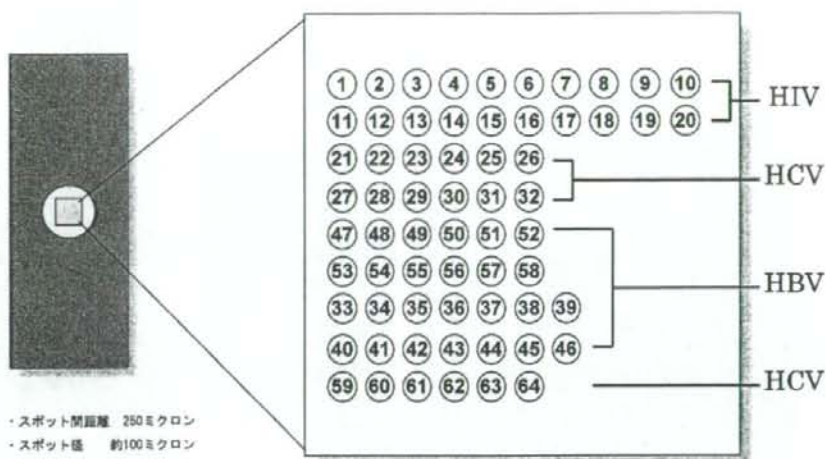 1 2 3 4 5 6 7 8 9 10
HIV
11 12 13 14 15 16 17 18 19 20
21 22 23 24 25 26
HCV
27 28 29 30 31 32
47 48 49 50 51 52
53 54 55 56 57 58
HBV
33 34 35 36 37 38 39
40 41 42 43 44 45 46
59 60 61 62 63 64
HCV
・スポット間距離 250ミクロン
・スポット径 約100ミクロン